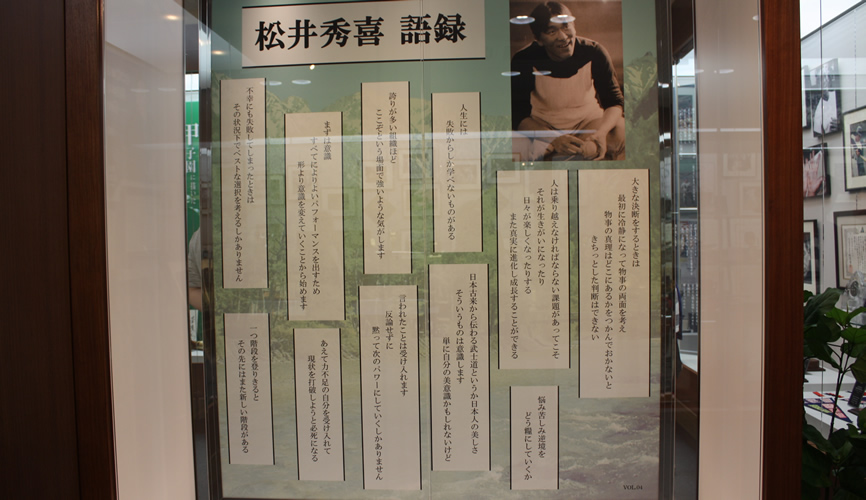 松井秀喜 語録
大きな決断をするときは
最初に冷静になって物事の両面を考え
物事の真理はどこにあるかをつかんでおかないと
きちっとした判断はできない
人は乗り越えなければならない課題があってこそ
それが生きがいになったり
日々が楽しくなったりする
また真実に進化し成長することができる
悩み苦しみ逆境を
どう糧にしていくか
人生には
失敗からしか学べないものがある
日本古来から伝わる武士道というか日本人の美しさ
そういうものは意識します
単に自分の美意識かもしれないけど
誇りが多い組織ほど
ここぞという場面で強いような気がします
言われたことは受け入れます
反論せずに
黙って次のパワーにしていくしかありません
まずは意識
すべてによりよいパフォーマンスを出すため
形より意識を変えていくことから始めます
あえて力不足の自分を受け入れて
現状を打破しようと必死になる
不幸にも失敗してしまったときは
その状況下でベストな選択を考えるしかありません
一つ階段を登りきると
その先にはまた新しい階段がある
VOL.01
甲子園